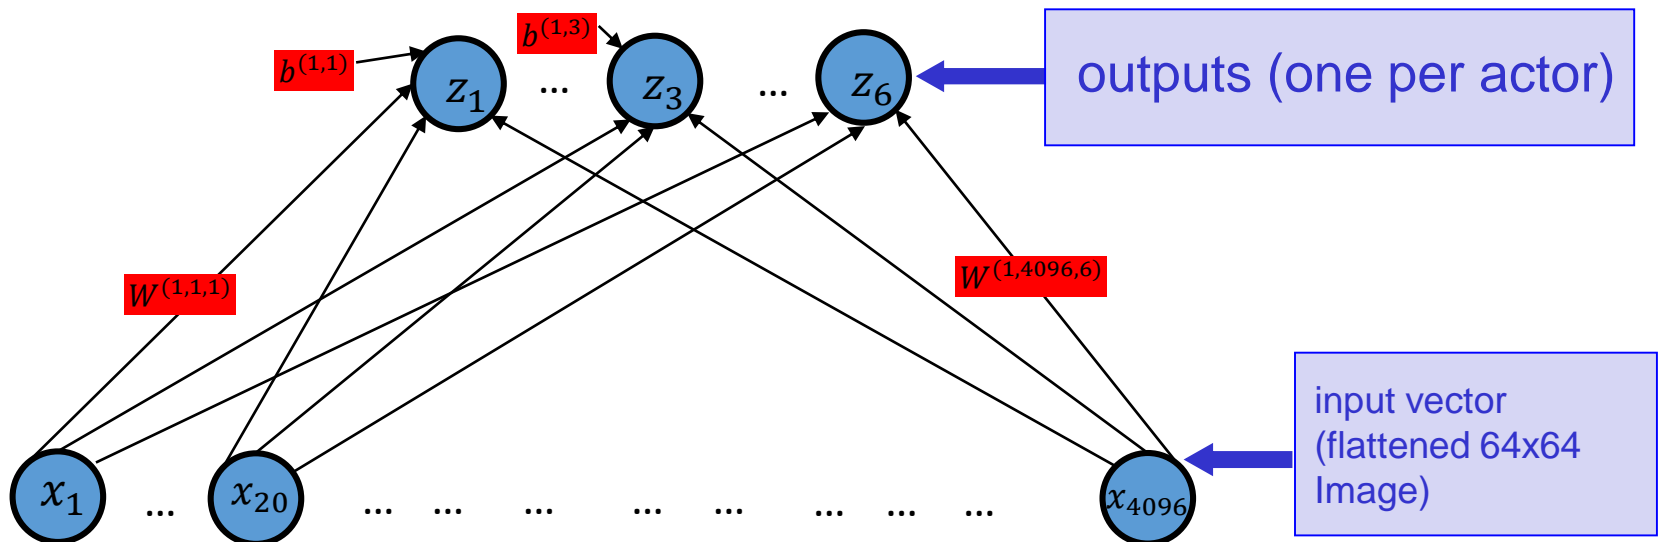 b^(1,1)
b^(1,3)
z_1 ... z_3 ... z_6
outputs (one per actor)
W^(1,1,1)
W^(1,4096,6)
input vector
(flattened 64x64
Image)
x_1 ... x_20 ... ... ... ... ... ... ... ... x_4096